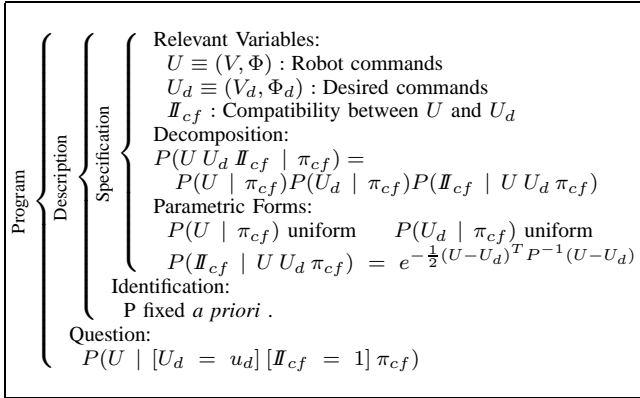 Program
Description
Specification
Relevant Variables:
U ≡ (V, Φ) : Robot commands
U_d ≡ (V_d, Φ_d) : Desired commands
𝕀_cf : Compatibility between U and U_d
Decomposition:
P(U U_d 𝕀_cf | π_cf) =
P(U | π_cf)P(U_d | π_cf)P(𝕀_cf | U U_d π_cf)
Parametric Forms:
P(U | π_cf) uniform P(U_d | π_cf) uniform
P(𝕀_cf | U U_d π_cf) = e^{-\frac{1}{2}(U-U_d)^T P^{-1}(U-U_d)}
Identification:
P fixed a priori .
Question:
P(U | [U_d = u_d] [𝕀_cf = 1] π_cf)